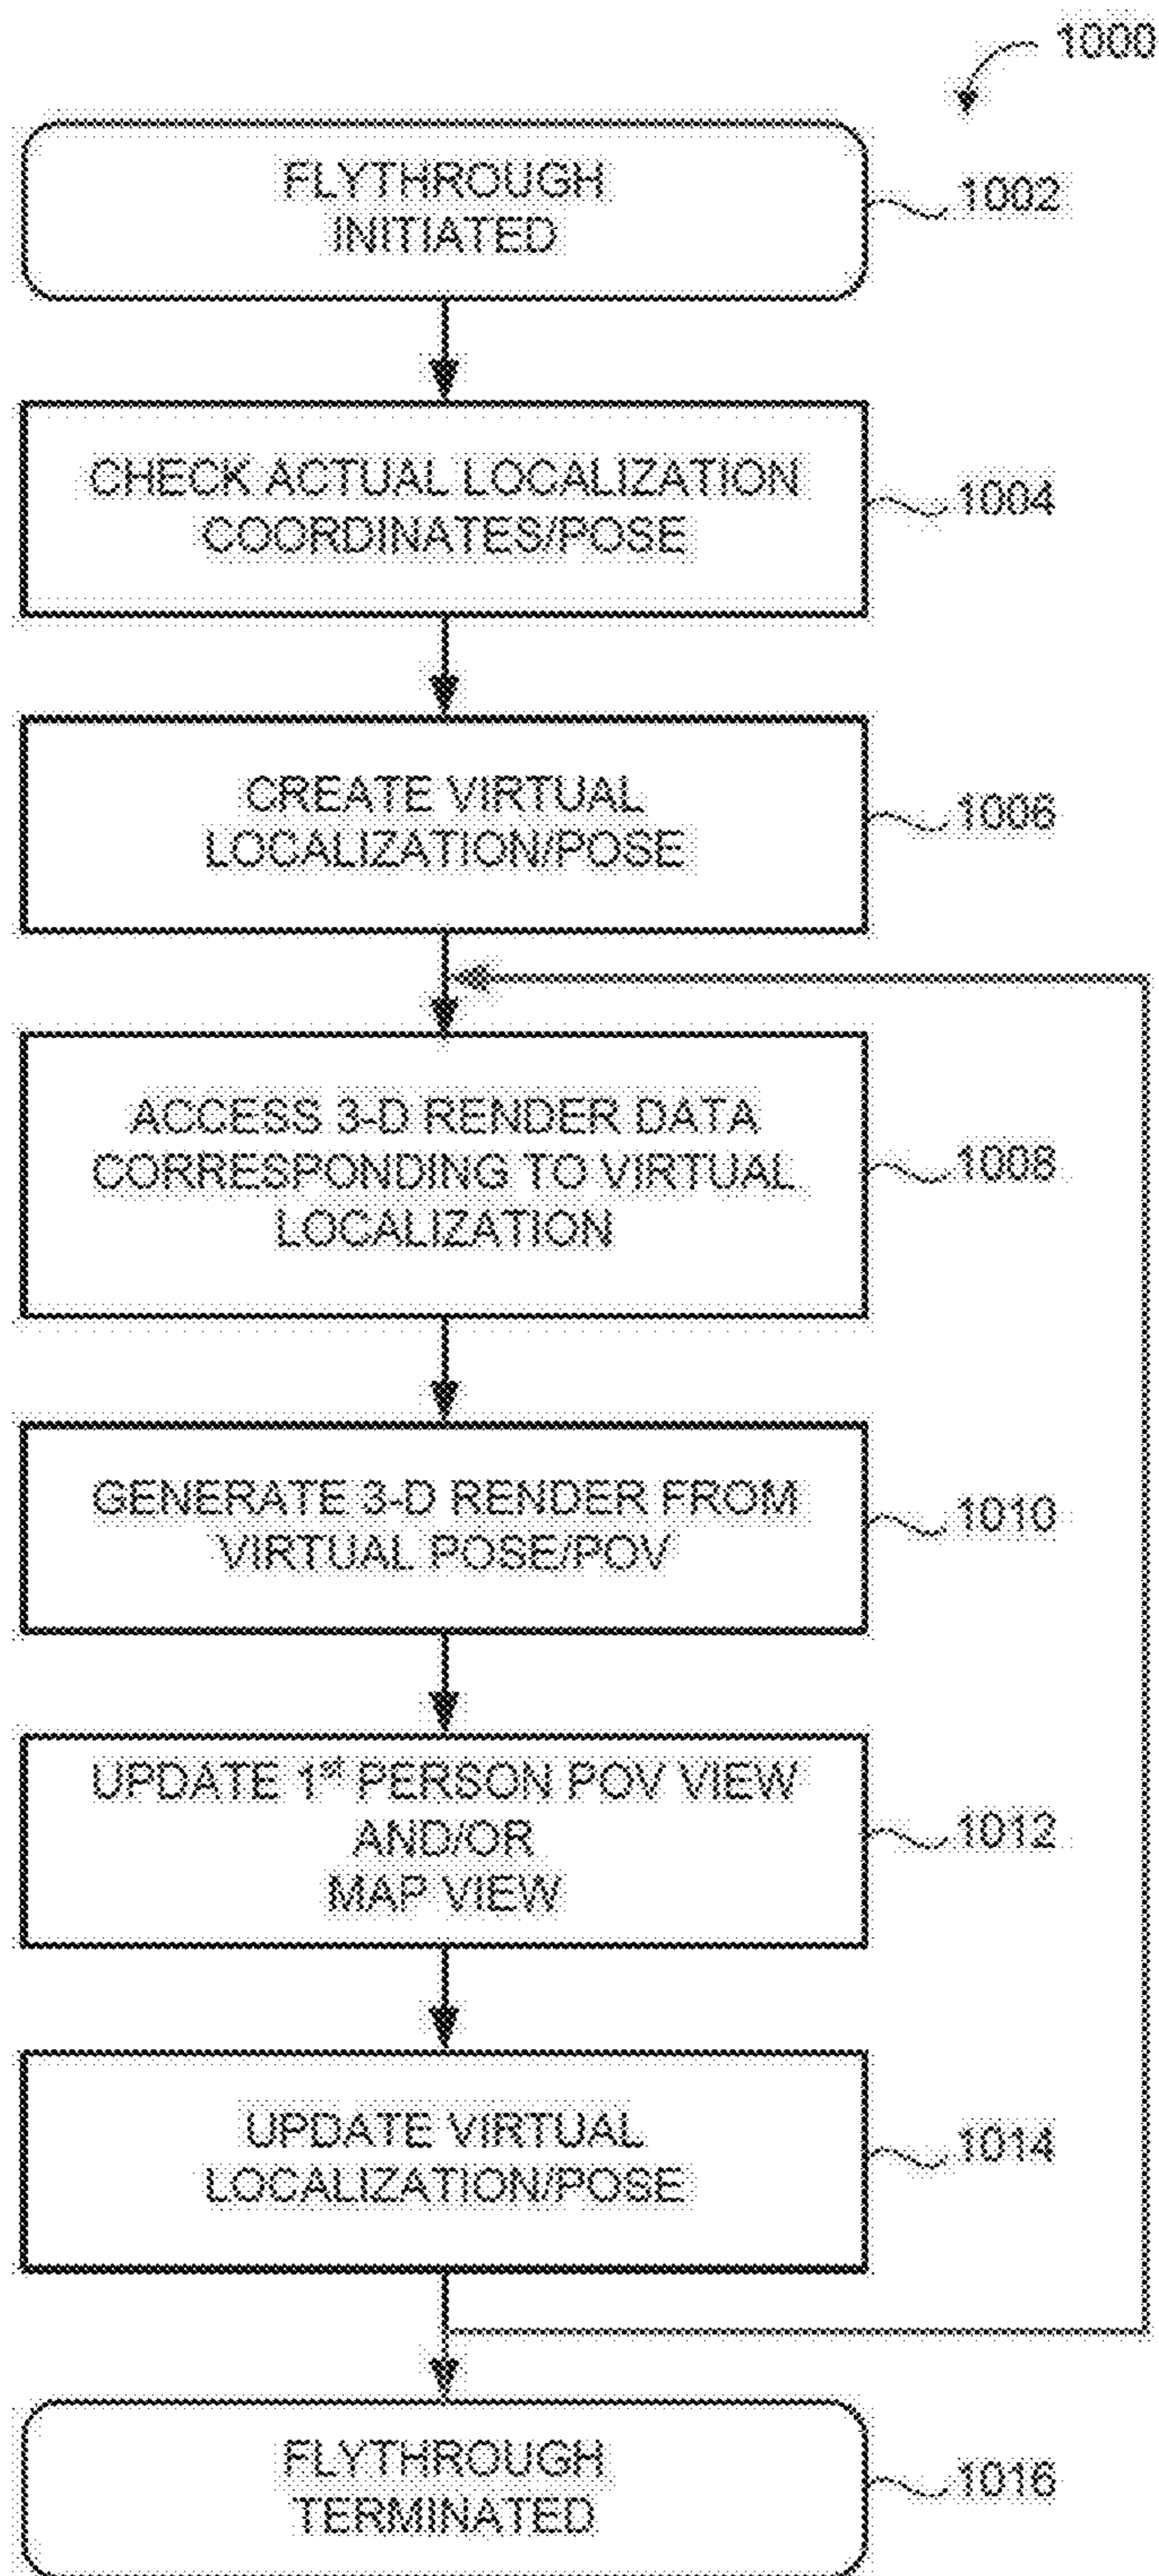 1000
FLYTHROUGH
INITIATED
1002
CHECK ACTUAL LOCALIZATION
COORDINATES/POSE
1004
CREATE VIRTUAL
LOCALIZATION/POSE
1006
ACCESS 3-D RENDER DATA
CORRESPONDING TO VIRTUAL
LOCALIZATION
1008
GENERATE 3-D RENDER FROM
VIRTUAL POSE/POV
1010
UPDATE 1st PERSON POV VIEW
AND/OR
MAP VIEW
1012
UPDATE VIRTUAL
LOCALIZATION/POSE
1014
FLYTHROUGH
TERMINATED
1016